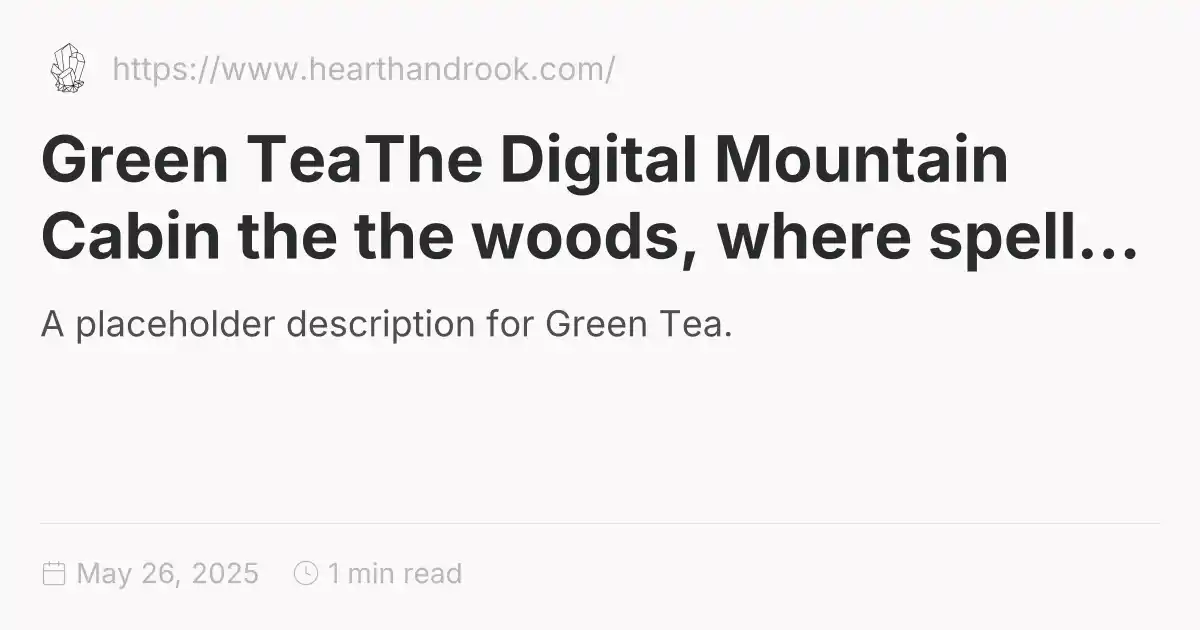 https://www.hearthandrook.com/
Green TeaThe Digital Mountain
Cabin the the woods, where spell...
A placeholder description for Green Tea.
May 26, 2025 1 min read